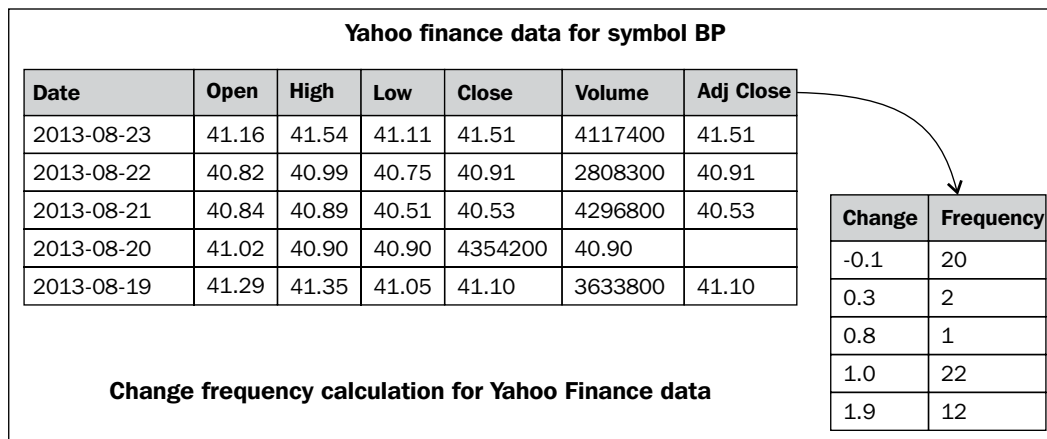 Yahoo finance data for symbol BP
Date Open High Low Close Volume Adj Close
2013-08-23 41.16 41.54 41.11 41.51 4117400 41.51
2013-08-22 40.82 40.99 40.75 40.91 2808300 40.91
2013-08-21 40.84 40.89 40.51 40.53 4296800 40.53
2013-08-20 41.02 40.90 40.90 4354200 40.90
2013-08-19 41.29 41.35 41.05 41.10 3633800 41.10
Change Frequency
-0.1 20
0.3 2
0.8 1
1.0 22
1.9 12
Change frequency calculation for Yahoo Finance data